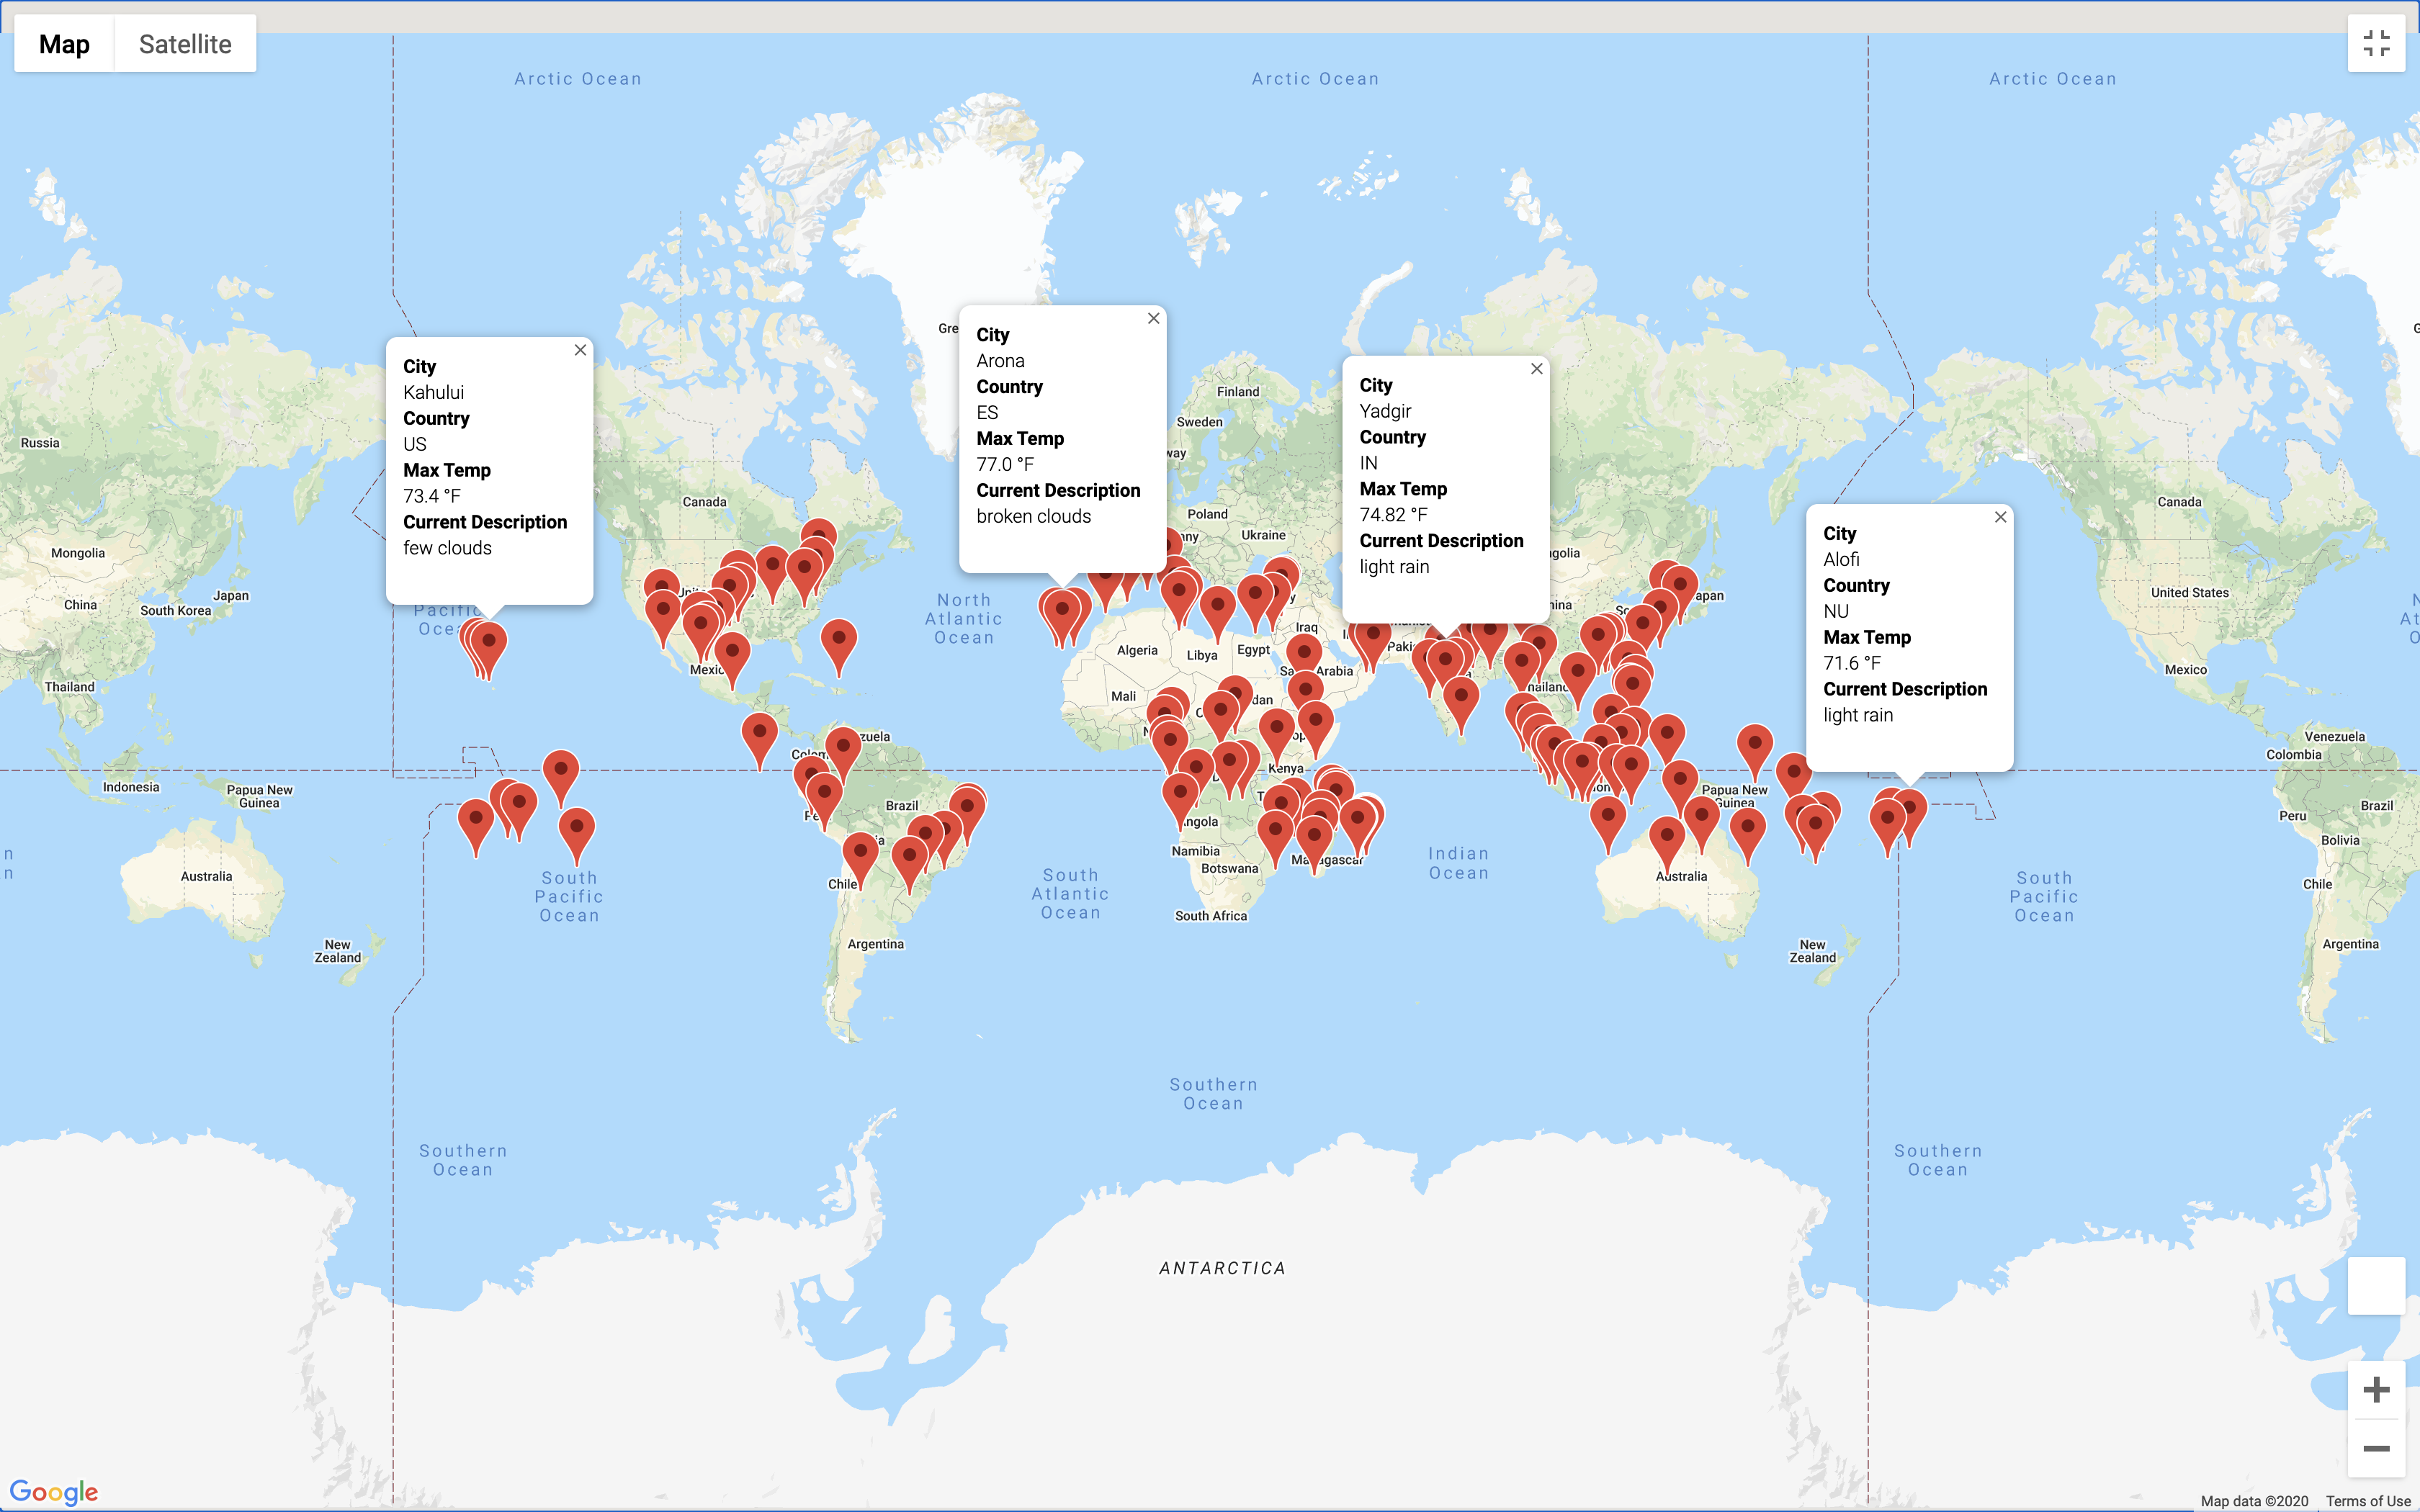 Map Satellite
Arctic Ocean
Arctic Ocean
Arctic Ocean
City
Kahului
Country
US
Max Temp
73.4 °F
Current Description
few clouds
City
Arona
Country
ES
Max Temp
77.0 °F
Current Description
broken clouds
City
Yadgir
Country
IN
Max Temp
74.82 °F
Current Description
light rain
City
Alofi
Country
NU
Max Temp
71.6 °F
Current Description
light rain
Russia
Mongolia
China
South Korea
Japan
Thailand
Indonesia
Papua New
Guinea
Australia
New
Zealand
Pacific
Canada
Mexic
North
Atlantic
Ocean
Finland
Sweden
way
Poland
Ukraine
Iraq
Algeria
Libya
Egypt
Mali
Arabia
Kenya
Namibia
Botswana
South Africa
Brazil
Chile
Argentina
South
Pacific
Ocean
South
Atlantic
Ocean
Indian
Ocean
Papua New
Guinea
Australia
New
Zealand
South
Pacific
Ocean
Canada
United States
Mexico
Venezuela
Colombia
Peru
Brazil
Bolivia
Chile
Argentina
Southern
Ocean
Southern
Ocean
Southern
Ocean
ANTARCTICA
Google
Map data ©2020 Terms of Use